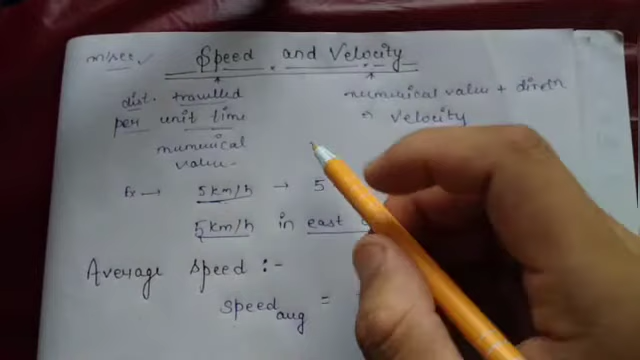 m/sec ✓
Speed and Velocity
dist. travelled
per unit time
numerical
value.
numerical value + directn
= velocity
Ex → 5km/h → 5
5km/h in east
Average speed :-
speed avg =